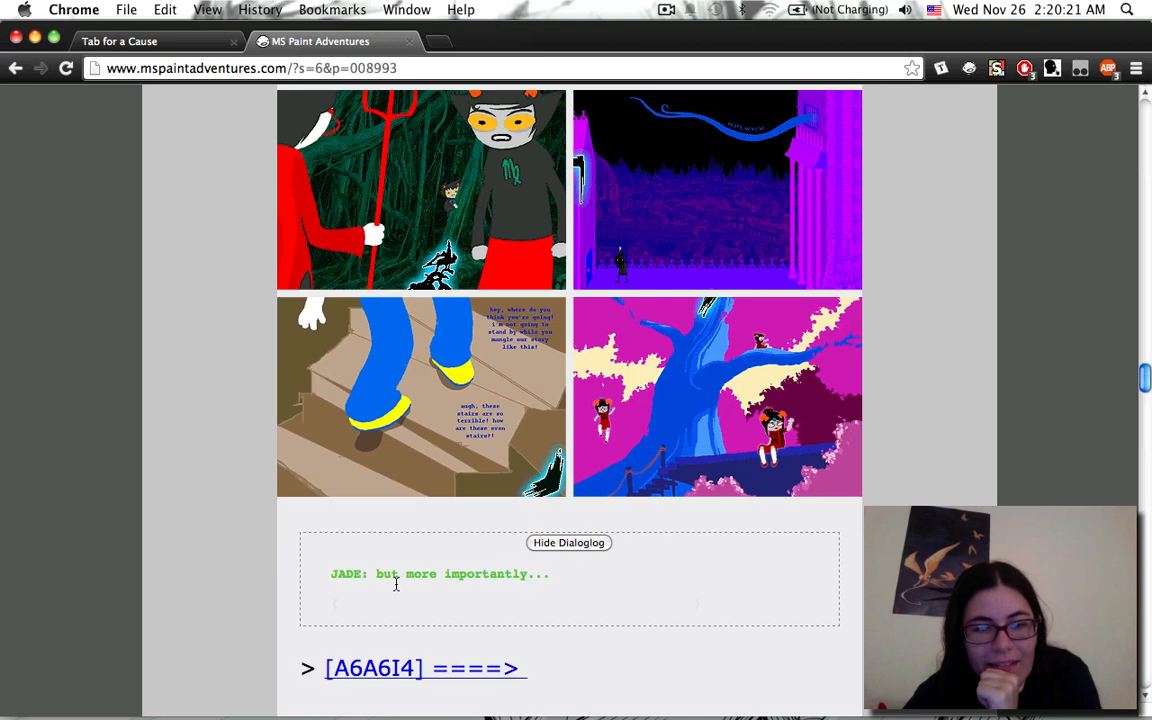 Chrome File Edit View History Bookmarks Window Help (Not Charging) Wed Nov 26 2:20:21 AM
Tab for a Cause MS Paint Adventures
www.mspaintadventures.com/?s=6&p=008993
hey, where do you
think you're going!
i'm not going to
stand by while you
mangle our story
like this!
augh, these
stairs are so
terrible! how
are these even
stairs?!
Hide Dialoglog
JADE: but more importantly...
> [A6A6I4] ====>